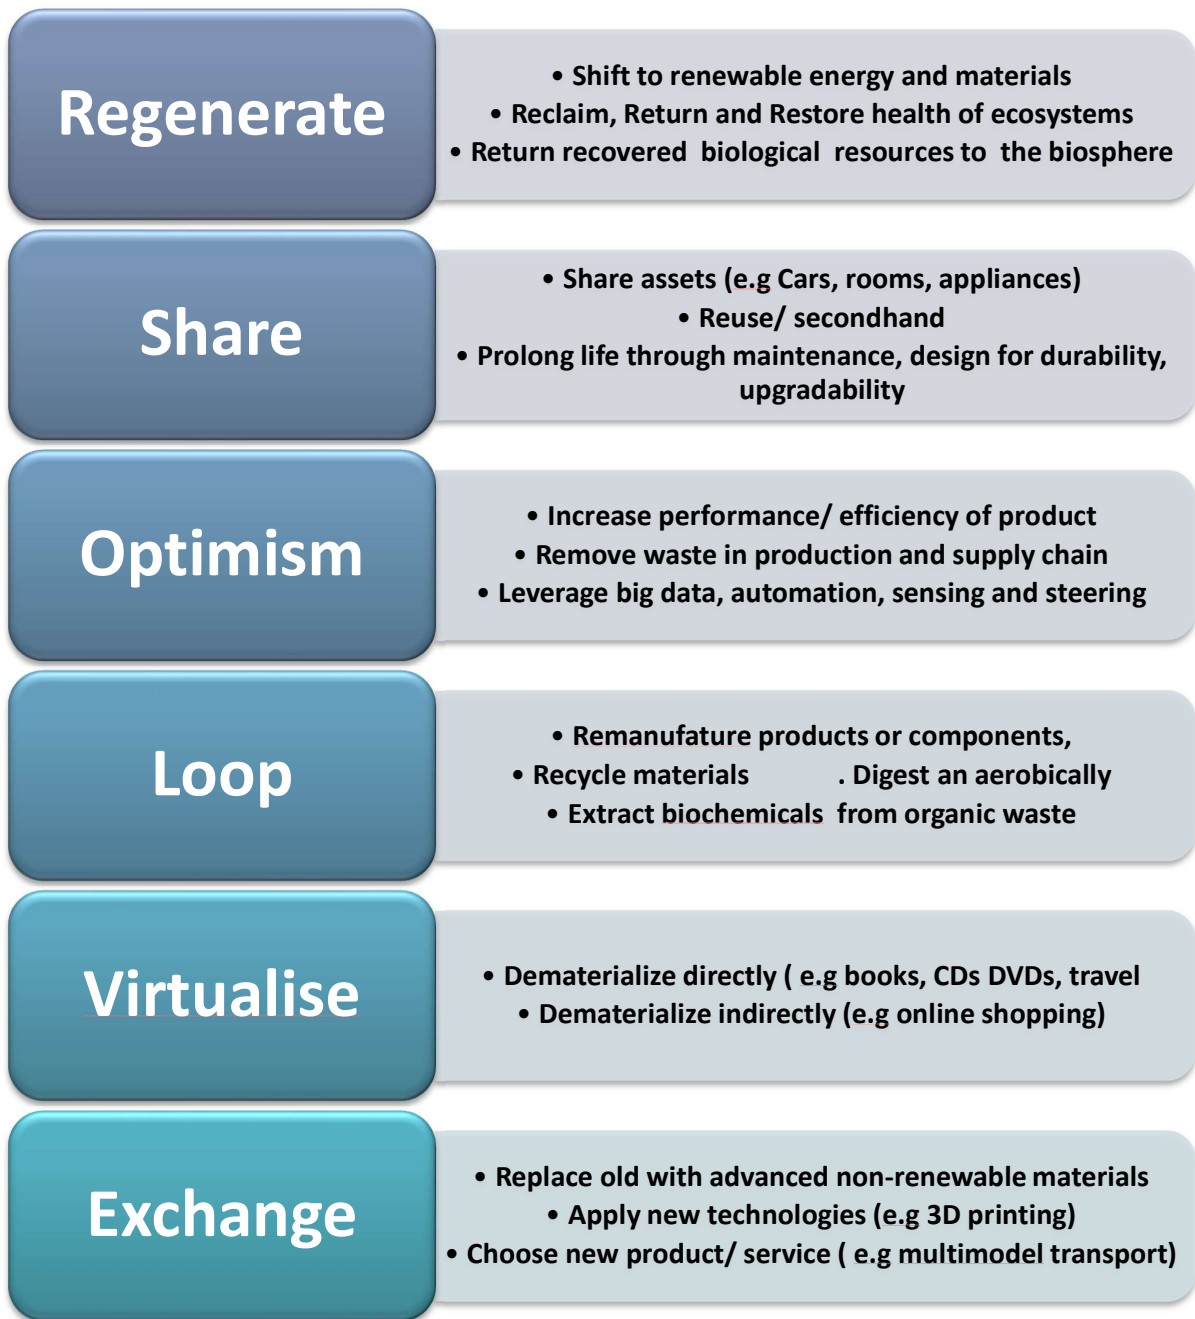 Regenerate
• Shift to renewable energy and materials
• Reclaim, Return and Restore health of ecosystems
• Return recovered biological resources to the biosphere
Share
• Share assets (e.g Cars, rooms, appliances)
• Reuse/ secondhand
• Prolong life through maintenance, design for durability,
upgradability
Optimism
• Increase performance/ efficiency of product
• Remove waste in production and supply chain
• Leverage big data, automation, sensing and steering
Loop
• Remanufature products or components,
• Recycle materials . Digest an aerobically
• Extract biochemicals from organic waste
Virtualise
• Dematerialize directly ( e.g books, CDs DVDs, travel
• Dematerialize indirectly (e.g online shopping)
Exchange
• Replace old with advanced non-renewable materials
• Apply new technologies (e.g 3D printing)
• Choose new product/ service ( e.g multimodel transport)